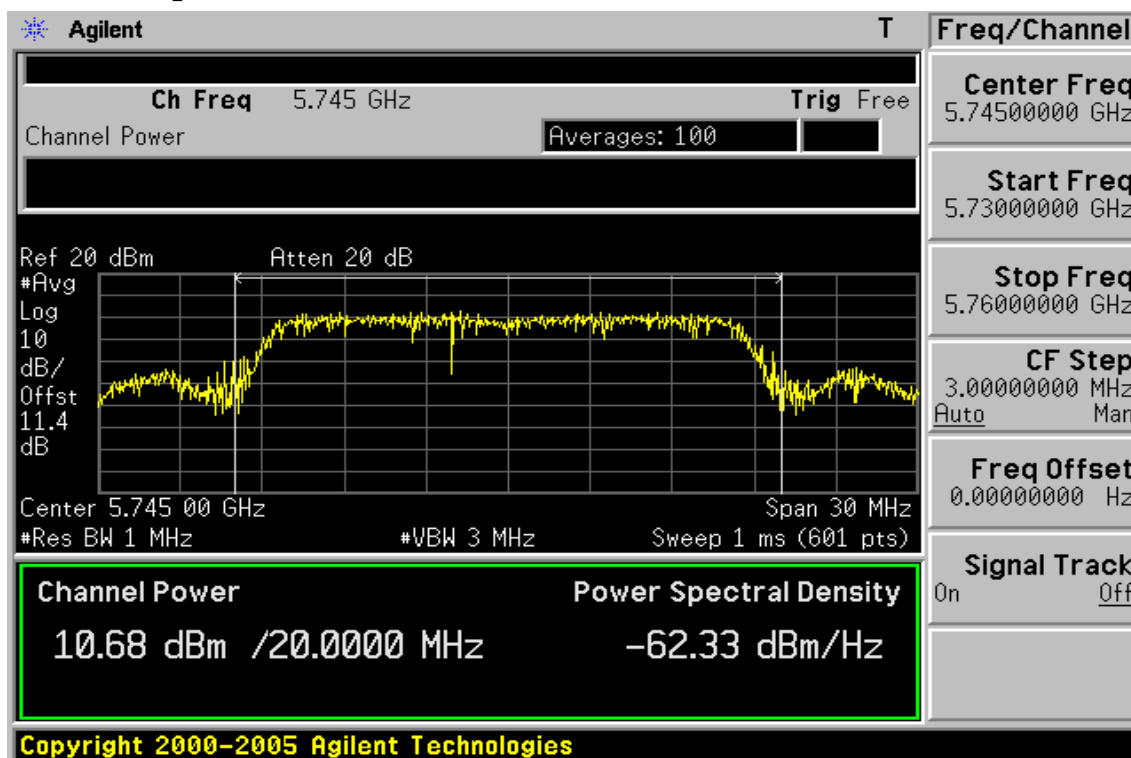 Agilent T
Ch Freq 5.745 GHz Trig Free
Channel Power Averages: 100
Ref 20 dBm Atten 20 dB
#Avg
Log
10
dB/
Offst
11.4
dB
Center 5.745 00 GHz Span 30 MHz
#Res BW 1 MHz #VBW 3 MHz Sweep 1 ms (601 pts)
Channel Power Power Spectral Density
10.68 dBm /20.0000 MHz -62.33 dBm/Hz
Copyright 2000-2005 Agilent Technologies
Freq/Channel
Center Freq
5.74500000 GHz
Start Freq
5.73000000 GHz
Stop Freq
5.76000000 GHz
CF Step
3.00000000 MHz
Auto Man
Freq Offset
0.00000000 Hz
Signal Track
On Off